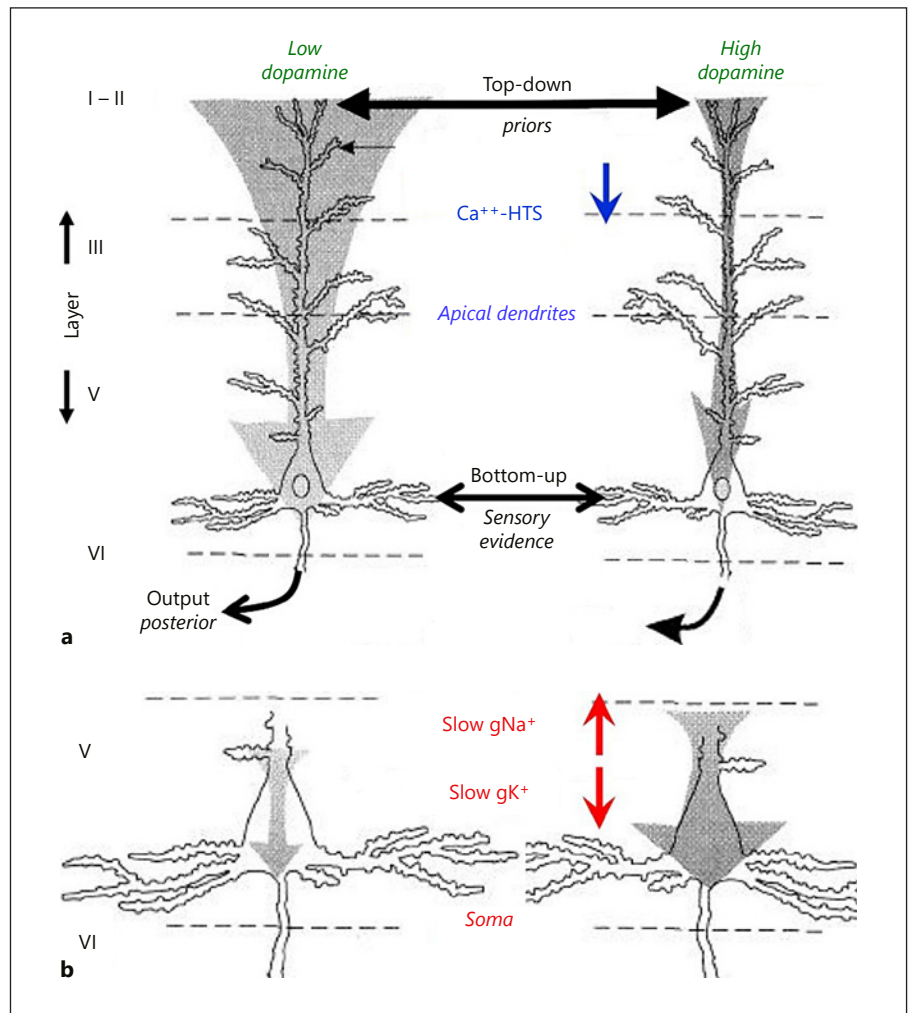 Low
dopamine
High
dopamine
I – II
Top-down
priors
Ca⁺⁺-HTS
III
Layer
Apical dendrites
V
Bottom-up
Sensory
evidence
VI
Output
posterior
a
Slow gNa⁺
V
Slow gK⁺
Soma
VI
b